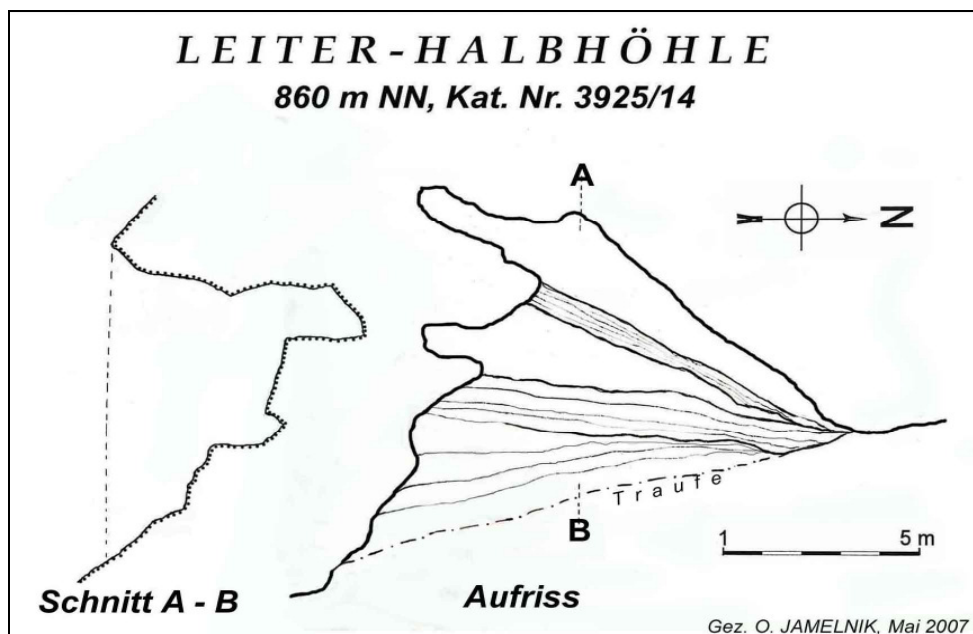 LEITER-HALBHÖHLE
860 m NN, Kat. Nr. 3925/14
A
N
Traufe
B
1 5 m
Schnitt A - B
Aufriss
Gez. O. JAMELNIK, Mai 2007